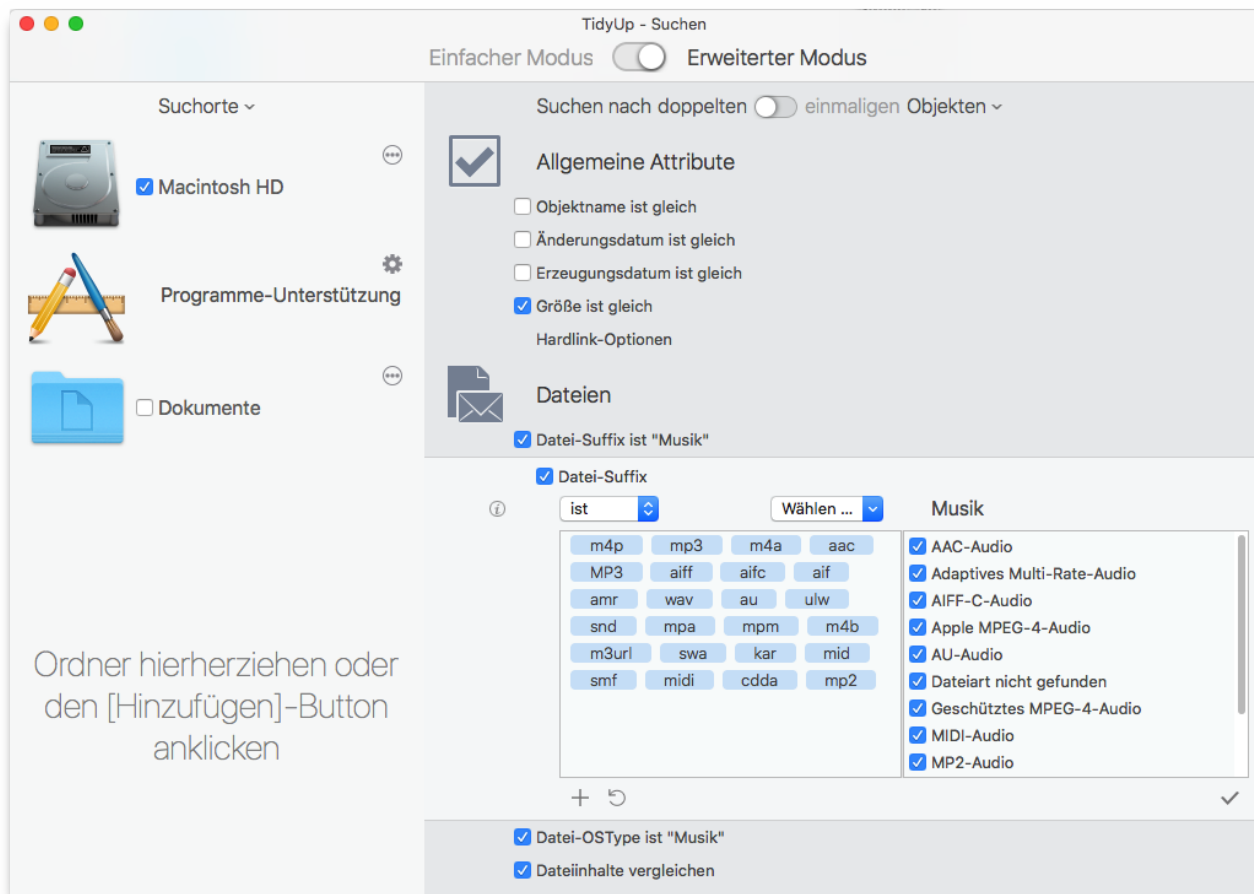 TidyUp - Suchen
Einfacher Modus Erweiterter Modus
Suchorte
Macintosh HD
Programme-Unterstützung
Dokumente
Ordner hierherziehen oder
den [Hinzufügen]-Button
anklicken
Suchen nach doppelten einmaligen Objekten
Allgemeine Attribute
Objektname ist gleich
Änderungsdatum ist gleich
Erzeugungsdatum ist gleich
Größe ist gleich
Hardlink-Optionen
Dateien
Datei-Suffix ist "Musik"
Datei-Suffix
ist Wählen ... Musik
m4p mp3 m4a aac
MP3 aiff aifc aif
amr wav au ulw
snd mpa mpm m4b
m3url swa kar mid
smf midi cdda mp2
AAC-Audio
Adaptives Multi-Rate-Audio
AIFF-C-Audio
Apple MPEG-4-Audio
AU-Audio
Dateiart nicht gefunden
Geschütztes MPEG-4-Audio
MIDI-Audio
MP2-Audio
Datei-OSType ist "Musik"
Dateiinhalte vergleichen